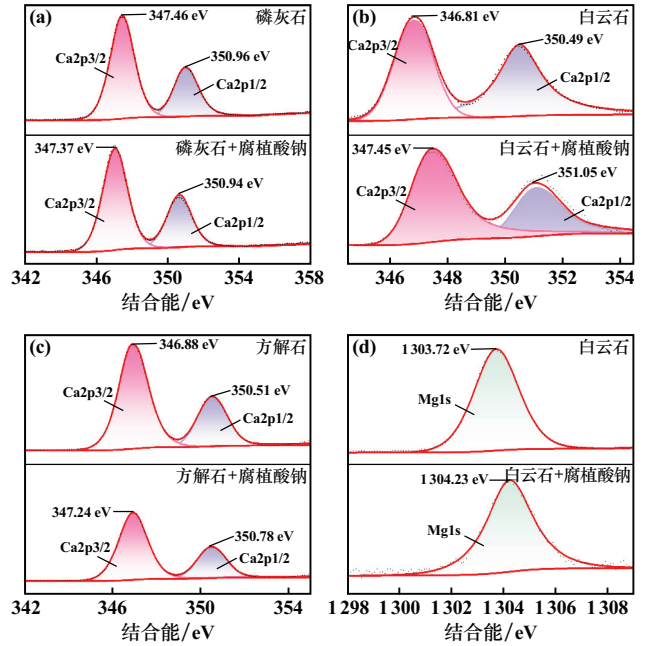 (a)
347.46 eV
磷灰石
350.96 eV
Ca2p3/2
Ca2p1/2
磷灰石+腐植酸钠
347.37 eV
350.94 eV
Ca2p3/2
Ca2p1/2
342
346
350
354
358
结合能/eV
(b)
346.81 eV
白云石
350.49 eV
Ca2p3/2
Ca2p1/2
白云石+腐植酸钠
347.45 eV
351.05 eV
Ca2p3/2
Ca2p1/2
346
348
350
352
354
结合能/eV
(c)
346.88 eV
方解石
350.51 eV
Ca2p3/2
Ca2p1/2
方解石+腐植酸钠
347.24 eV
350.78 eV
Ca2p3/2
Ca2p1/2
342
346
350
354
结合能/eV
(d)
白云石
1 303.72 eV
Mg1s
白云石+腐植酸钠
1 304.23 eV
Mg1s
1 298
1 300
1 302
1 304
1 306
1 308
结合能/eV